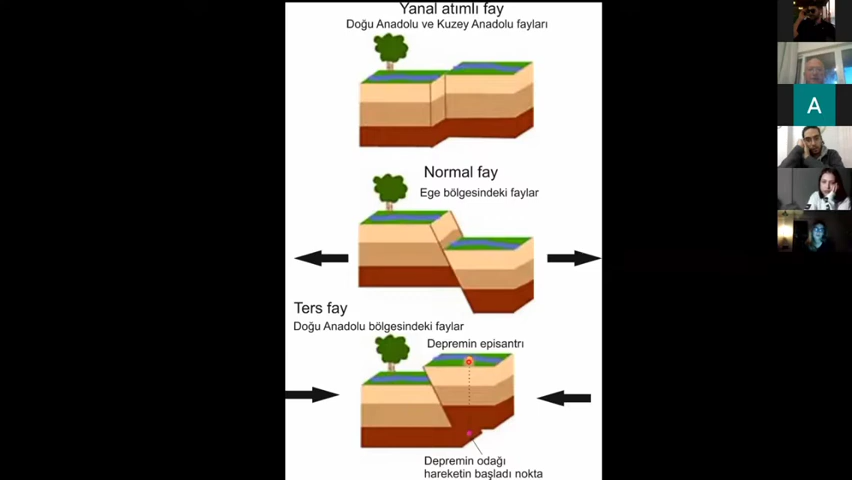 Yanal atımlı fay
Doğu Anadolu ve Kuzey Anadolu fayları
Normal fay
Ege bölgesindeki faylar
Ters fay
Doğu Anadolu bölgesindeki faylar
Depremin episantrı
Depremin odağı
hareketin başladı nokta
A